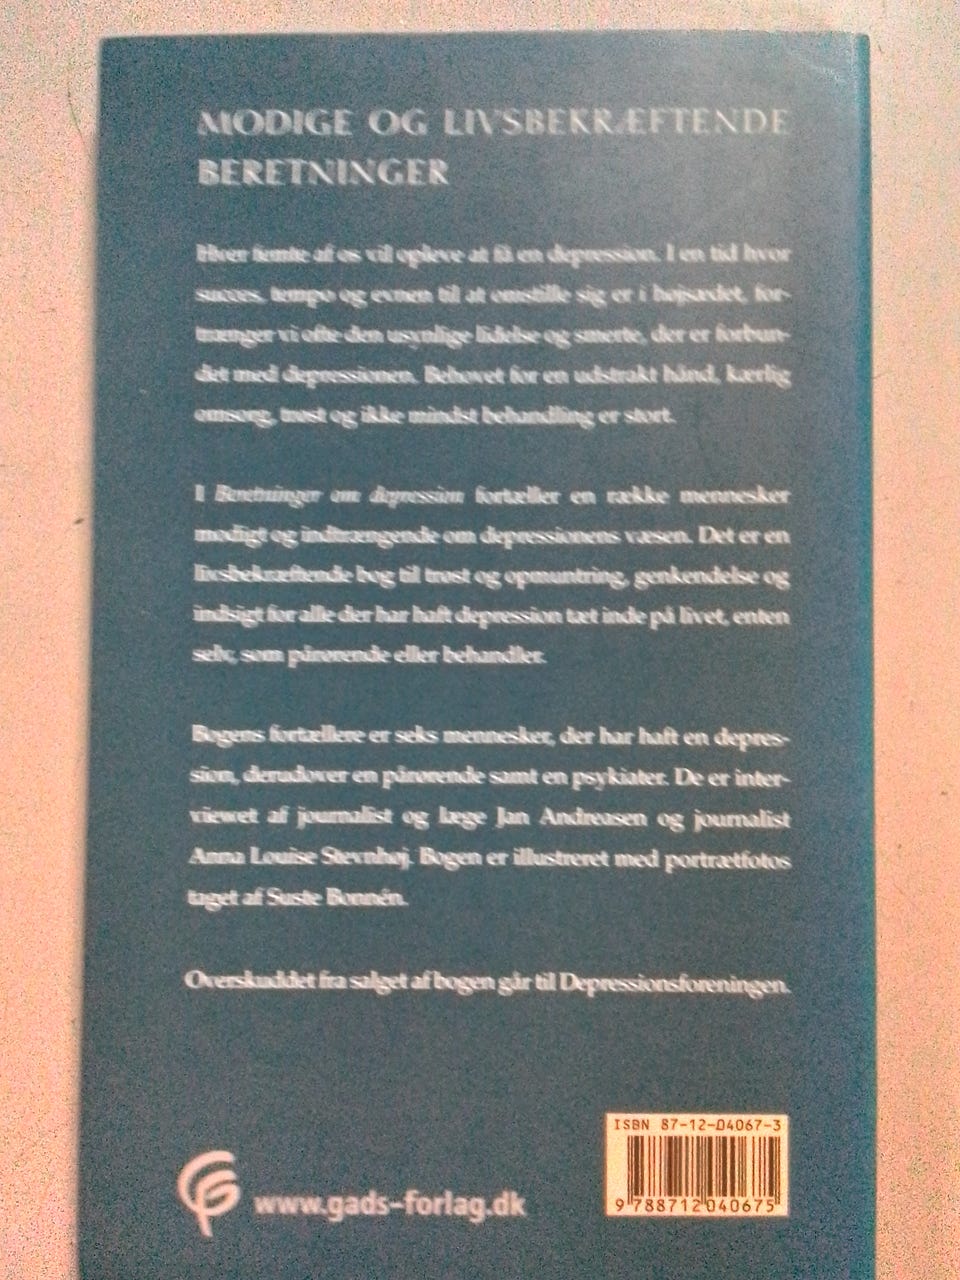 MODIGE OG LIVSBEKRÆFTENDE
BERETNINGER
Hver femte af os vil opleve at få en depression. I en tid hvor
succes, tempo og evnen til at omstille sig er i højsædet, for-
trænger vi ofte den usynlige lidelse og smerte, der er forbun-
det med depressionen. Behovet for en udstrakt hånd, kærlig
omsorg, trøst og ikke mindst behandling er stort.
I Beretninger om depression fortæller en række mennesker
modigt og indtrængende om depressionens væsen. Det er en
livsbekræftende bog til trøst og opmuntring, genkendelse og
indsigt for alle der har haft depression tæt inde på livet, enten
selv, som pårørende eller behandler.
Bogens fortællere er seks mennesker, der har haft en depres-
sion, derudover en pårørende samt en psykiater. De er inter-
viewet af journalist og læge Jan Andreasen og journalist
Anna Louise Stevnhøj. Bogen er illustreret med portrætfotos
taget af Suste Bonnén.
Overskuddet fra salget af bogen går til Depressionsforeningen.
ISBN 87-12-04067-3
9 788712 040675
www.gads-forlag.dk